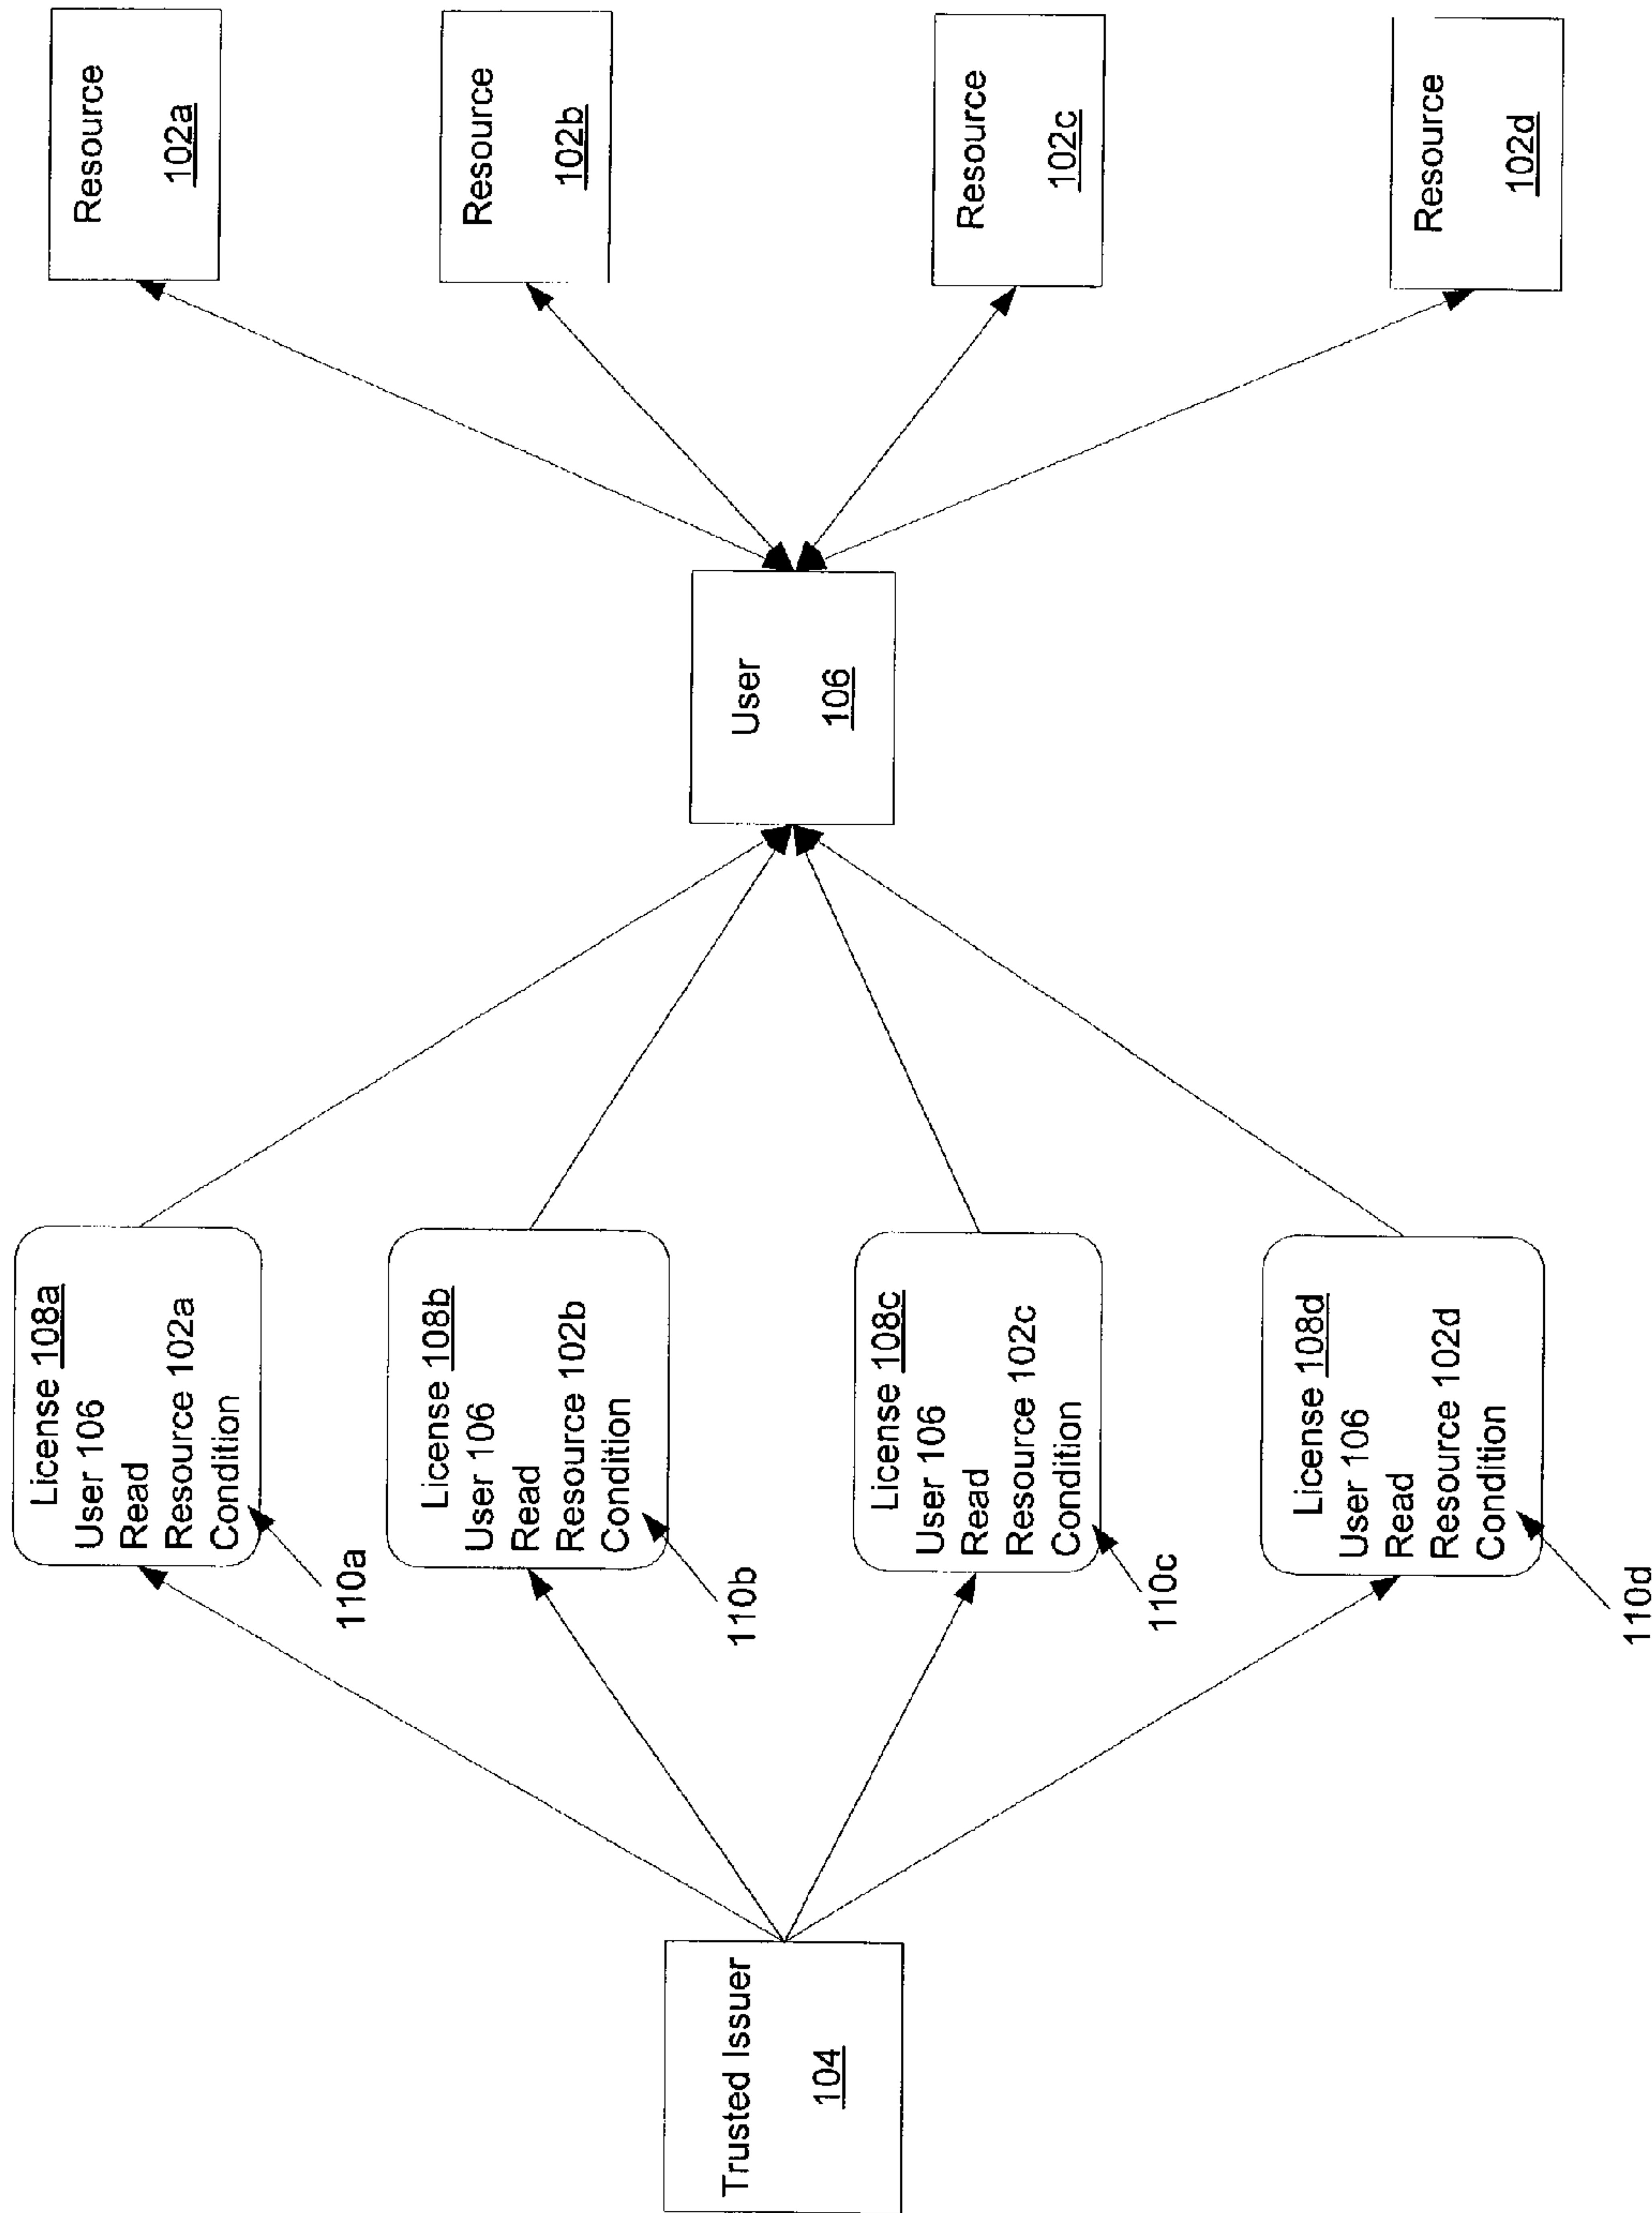 Trusted Issuer
104
License 108a
User 106
Read
Resource 102a
Condition
110a
License 108b
User 106
Read
Resource 102b
Condition
110b
License 108c
User 106
Read
Resource 102c
Condition
110c
License 108d
User 106
Read
Resource 102d
Condition
110d
User
106
Resource
102a
Resource
102b
Resource
102c
Resource
102d